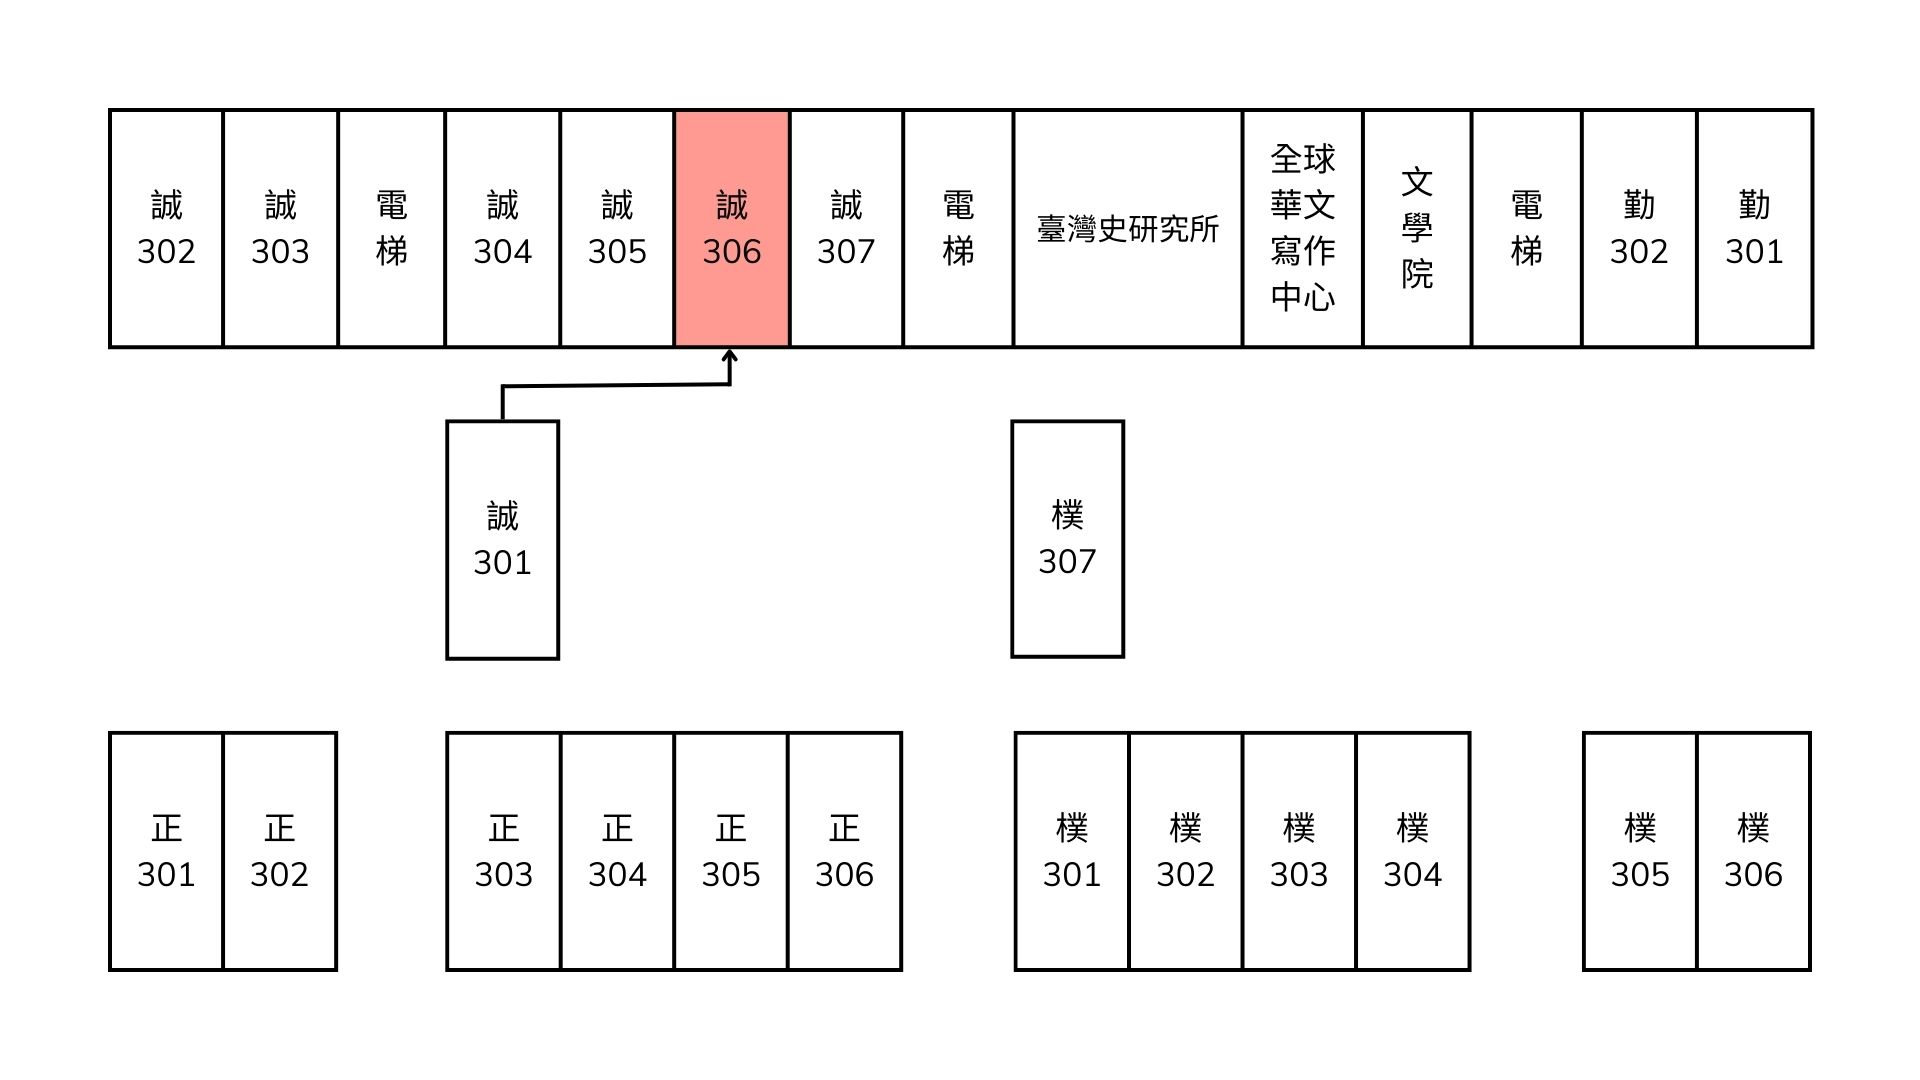 誠
302
誠
303
電
梯
誠
304
誠
305
誠
306
誠
307
電
梯
臺灣史研究所
全球
華文
寫作
中心
文
學
院
電
梯
勤
302
勤
301
誠
301
樸
307
正
301
正
302
正
303
正
304
正
305
正
306
樸
301
樸
302
樸
303
樸
304
樸
305
樸
306